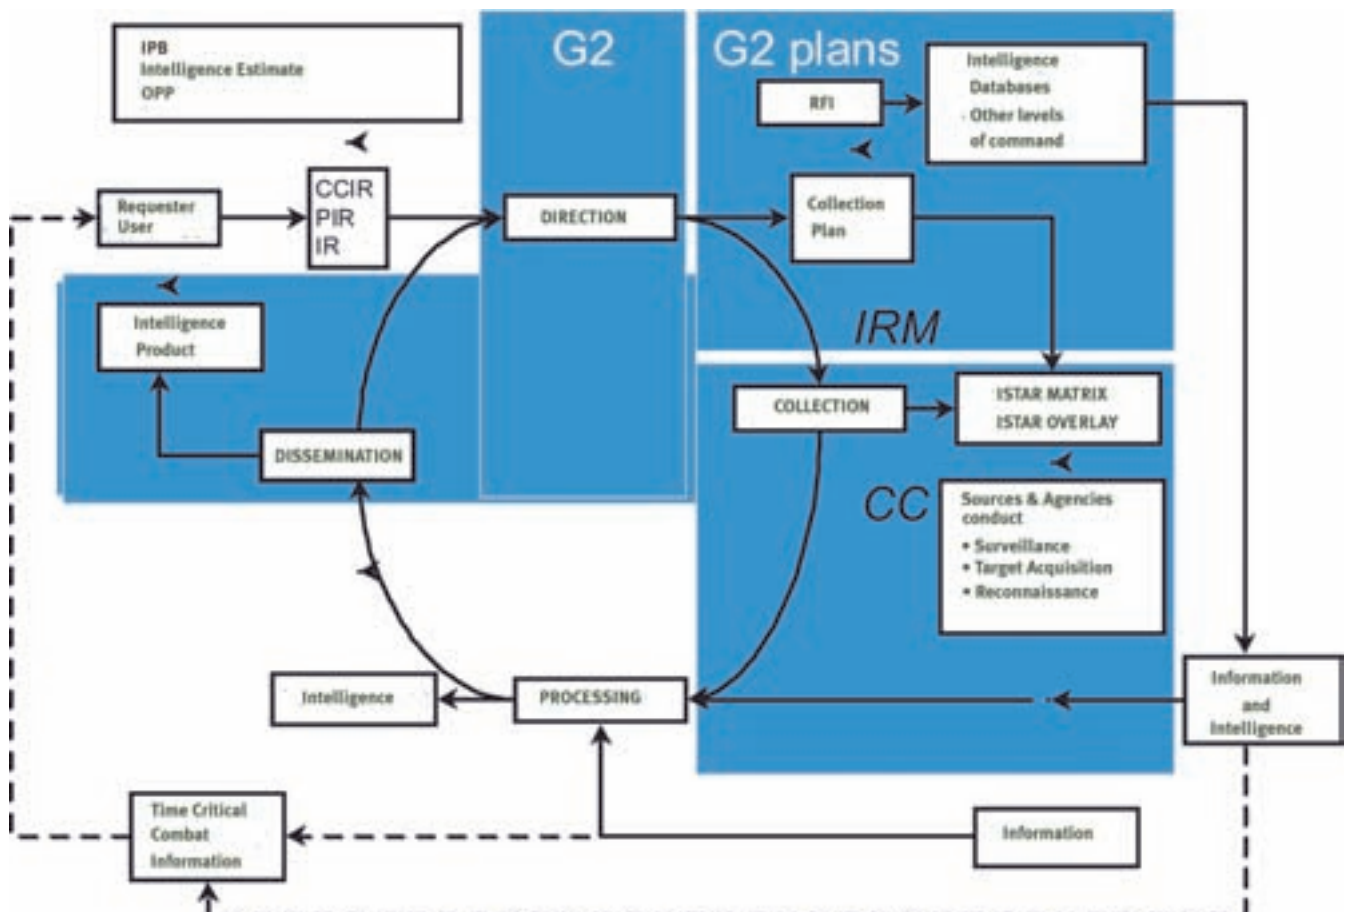 IPB
Intelligence Estimate
OPP
G2
G2 plans
RFI
Intelligence
Databases
Other levels
of command
Requester
User
CCIR
PIR
IR
DIRECTION
Collection
Plan
Intelligence
Product
IRM
COLLECTION
ISTAR MATRIX
ISTAR OVERLAY
DISSEMINATION
CC
Sources & Agencies
conduct
• Surveillance
• Target Acquisition
• Reconnaissance
Intelligence
PROCESSING
Information
and
Intelligence
Time Critical
Combat
Information
Information